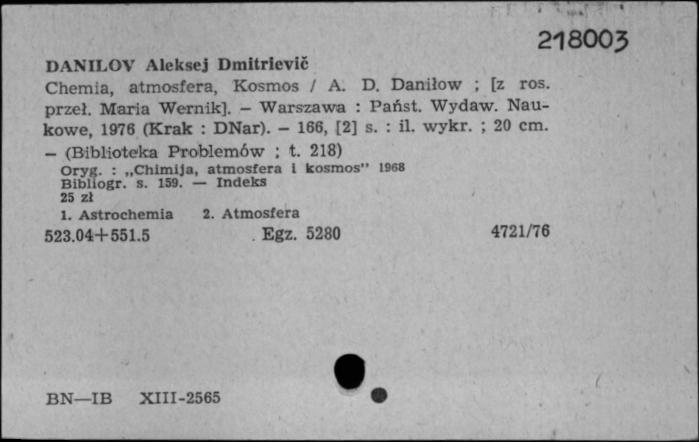 218003
DANILOV Aleksej Dmitrievič
Chemia, atmosfera, Kosmos / A. D. Daniłow ; [z ros.
przeł. Maria Wernik]. – Warszawa : Państ. Wydaw. Nau-
kowe, 1976 (Krak : DNar). – 166, [2] s. : il. wykr. ; 20 cm.
– (Biblioteka Problemów ; t. 218)
Oryg. : „Chimija, atmosfera i kosmos" 1968
Bibliogr. s. 159. — Indeks
25 zł
1. Astrochemia 2. Atmosfera
523.04+551.5 Egz. 5280 4721/76
BN—IB XIII-2565